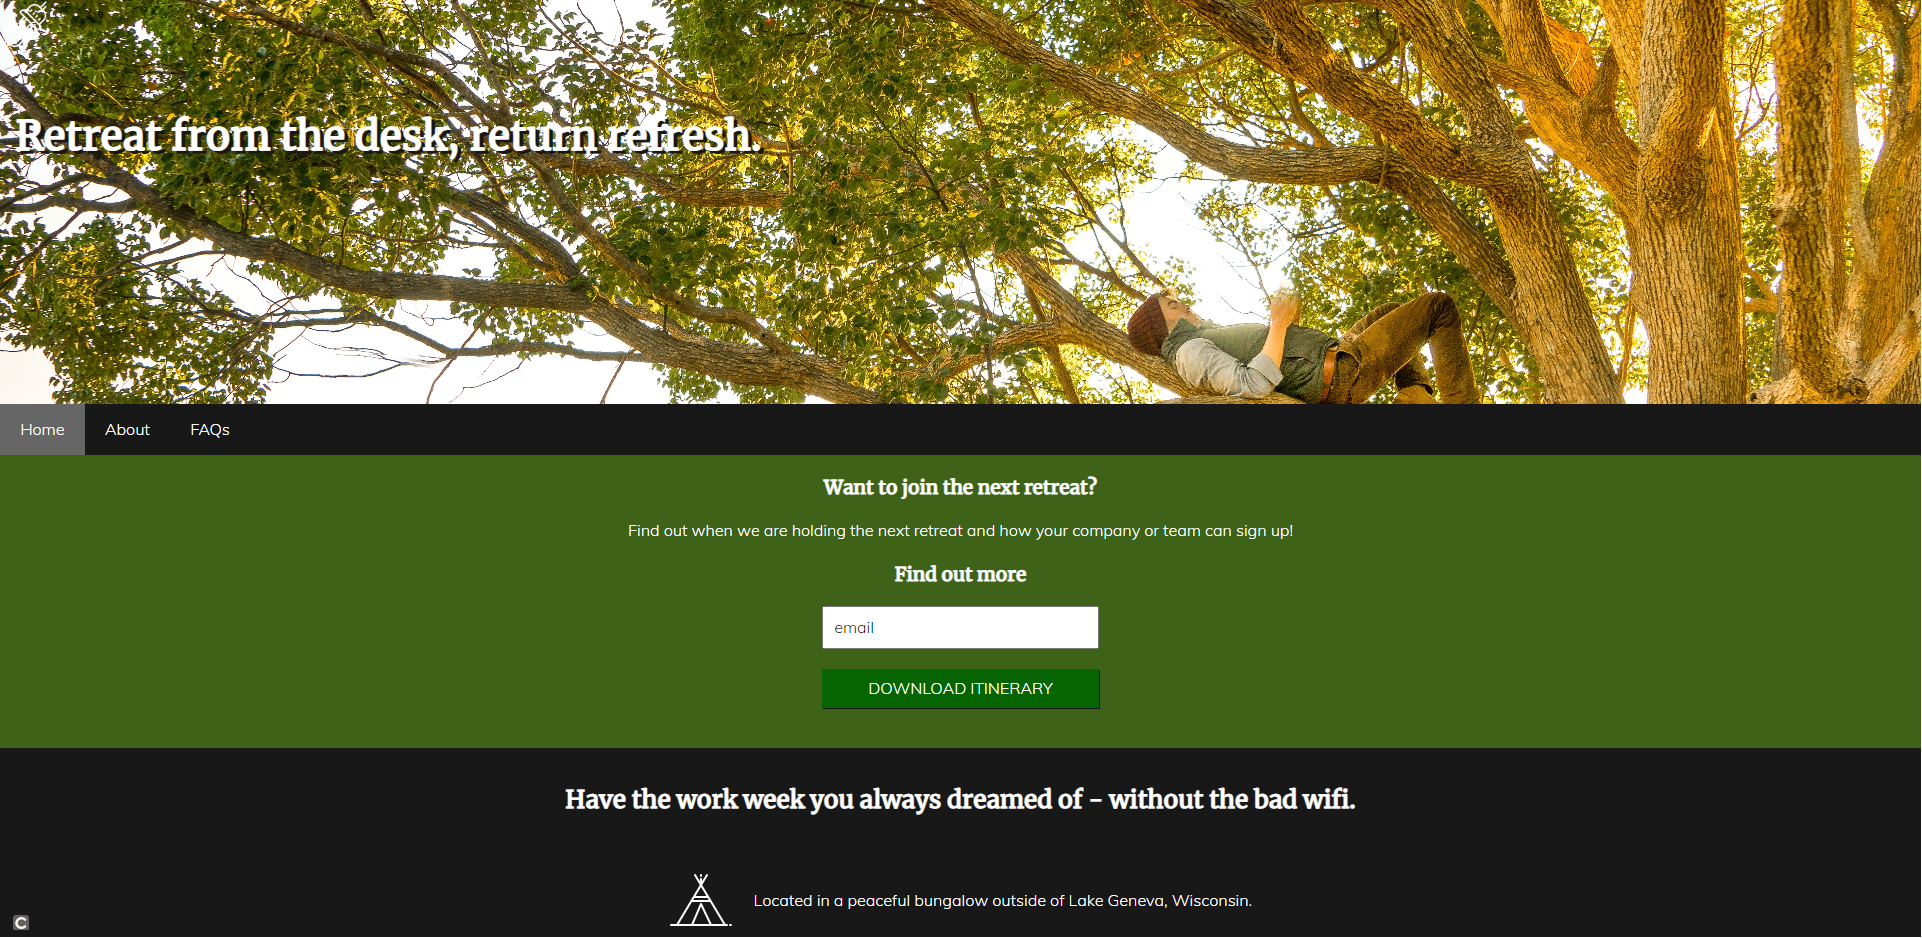 Retreat from the desk, return refresh.
Home About FAQs
Want to join the next retreat?
Find out when we are holding the next retreat and how your company or team can sign up!
Find out more
email
DOWNLOAD ITINERARY
Have the work week you always dreamed of - without the bad wifi.
Located in a peaceful bungalow outside of Lake Geneva, Wisconsin.
C